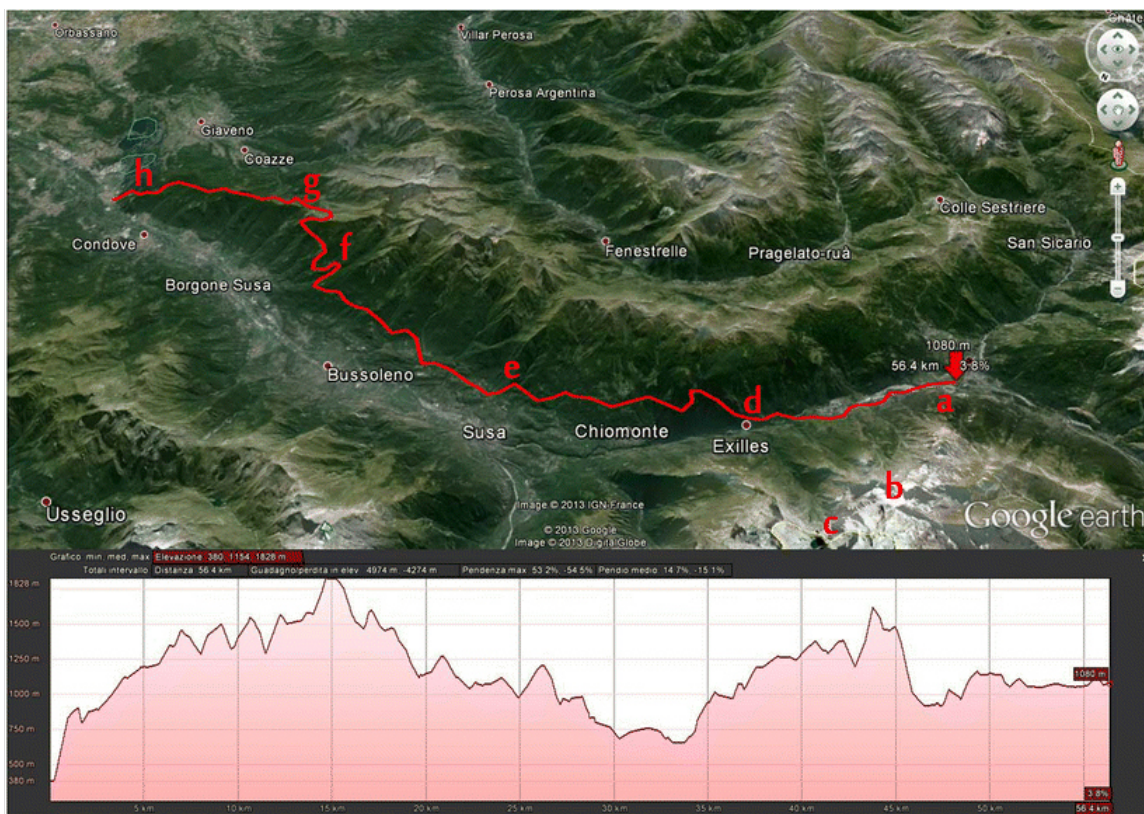 Orbassano
Villar Perosa
Châte
Perosa Argentina
Giaveno
Coazze
h
g
Colle Sestriere
Condove
f
Fenestrelle
Pragelato-ruà
San Sicario
Borgone Susa
1080 m
56.4 km 3.8%
Bussoleno
e
d
a
Susa
Chiomonte
Exilles
b
Usseglio
Image © 2013 IGN-France
c
Google earth
© 2013 Google
Image © 2013 DigitalGlobe
Grafico min, med, max Elevazione 380, 1154, 1828 m
Totali intervallo Distanza 56.4 km Guadagno/perdita in elev. 4974 m, -4274 m Pendenza max 53.2%, -54.5% Pendio medio 14.7%, -15.1%
1828 m
1500 m
1250 m
1000 m
1080 m
750 m
500 m
380 m
3.8%
5 km 10 km 15 km 20 km 25 km 30 km 35 km 40 km 45 km 50 km 56.4 km